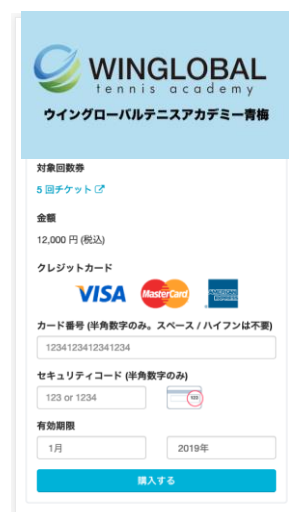 WINGLOBAL
tennis academy
ウイングローバルテニスアカデミー青梅
対象回数券
5 回チケット
金額
12,000 円 (税込)
クレジットカード
VISA MasterCard
カード番号 (半角数字のみ。スペース / ハイフンは不要)
1234123412341234
セキュリティコード (半角数字のみ)
123 or 1234
有効期限
1月 2019年
購入する